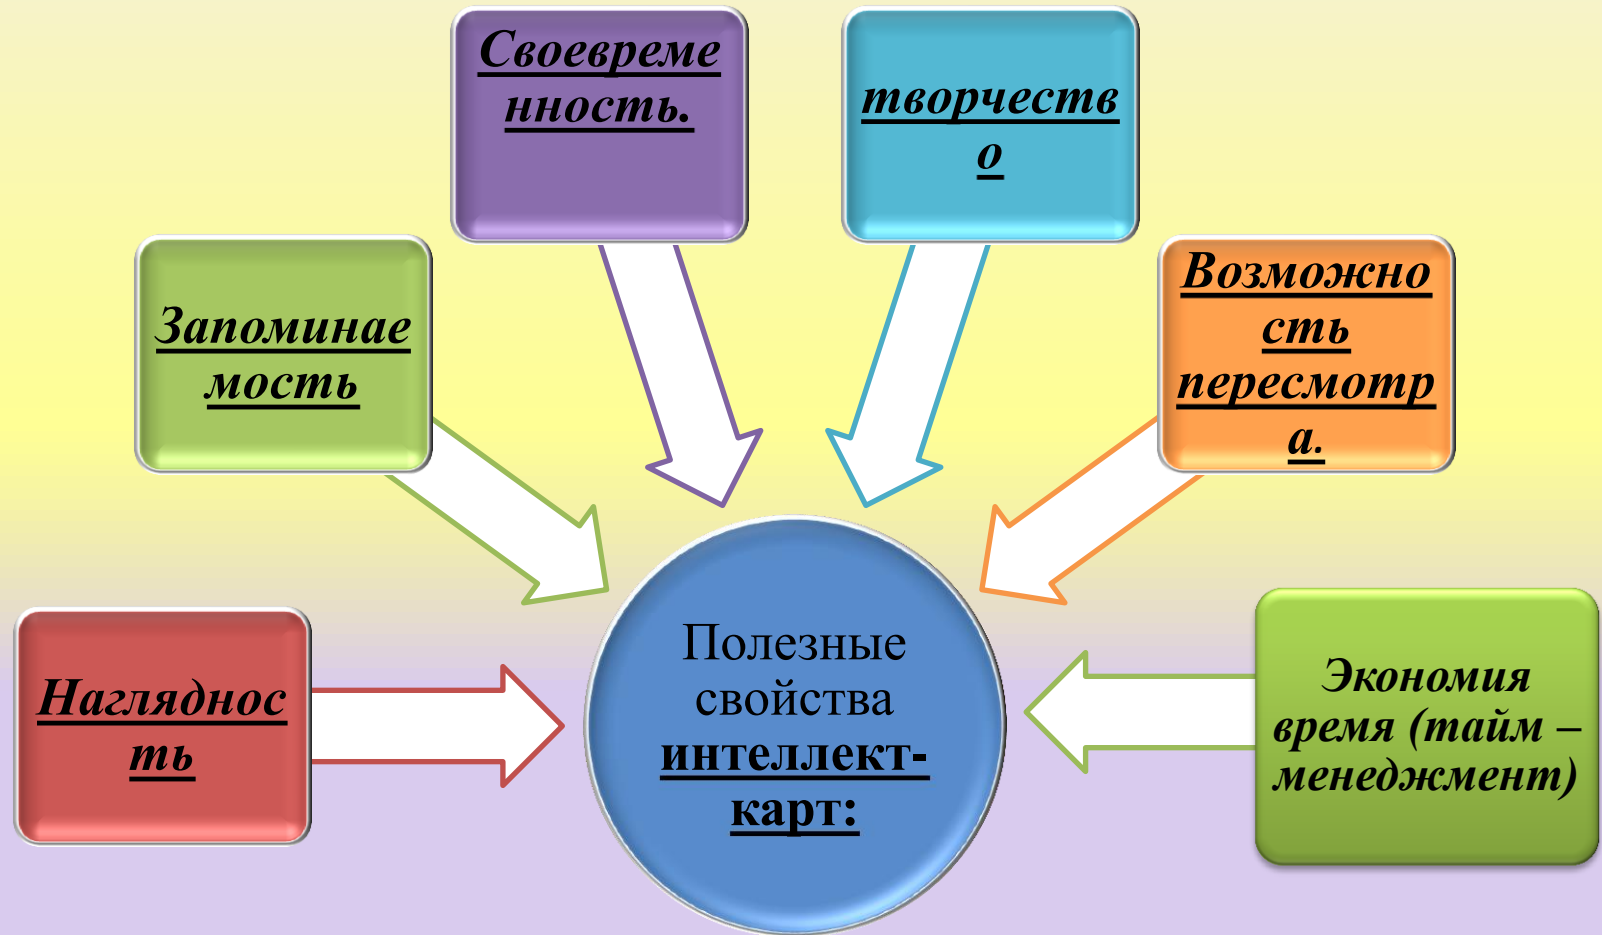 Своевреме
нность.
творчеств
о
Запоминае
мость
Возможно
сть
пересмотр
а.
Нагляднос
ть
Полезные
свойства
интеллект-
карт:
Экономия
время (тайм –
менеджмент)